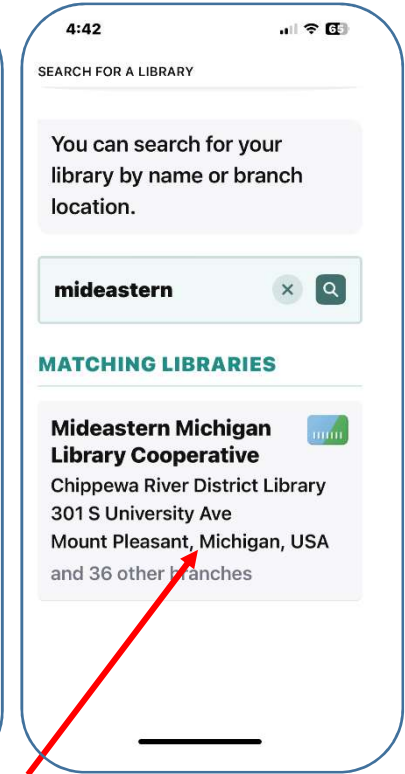 4:42
SEARCH FOR A LIBRARY
You can search for your
library by name or branch
location.
mideastern
MATCHING LIBRARIES
Mideastern Michigan
Library Cooperative
Chippewa River District Library
301 S University Ave
Mount Pleasant, Michigan, USA
and 36 other branches